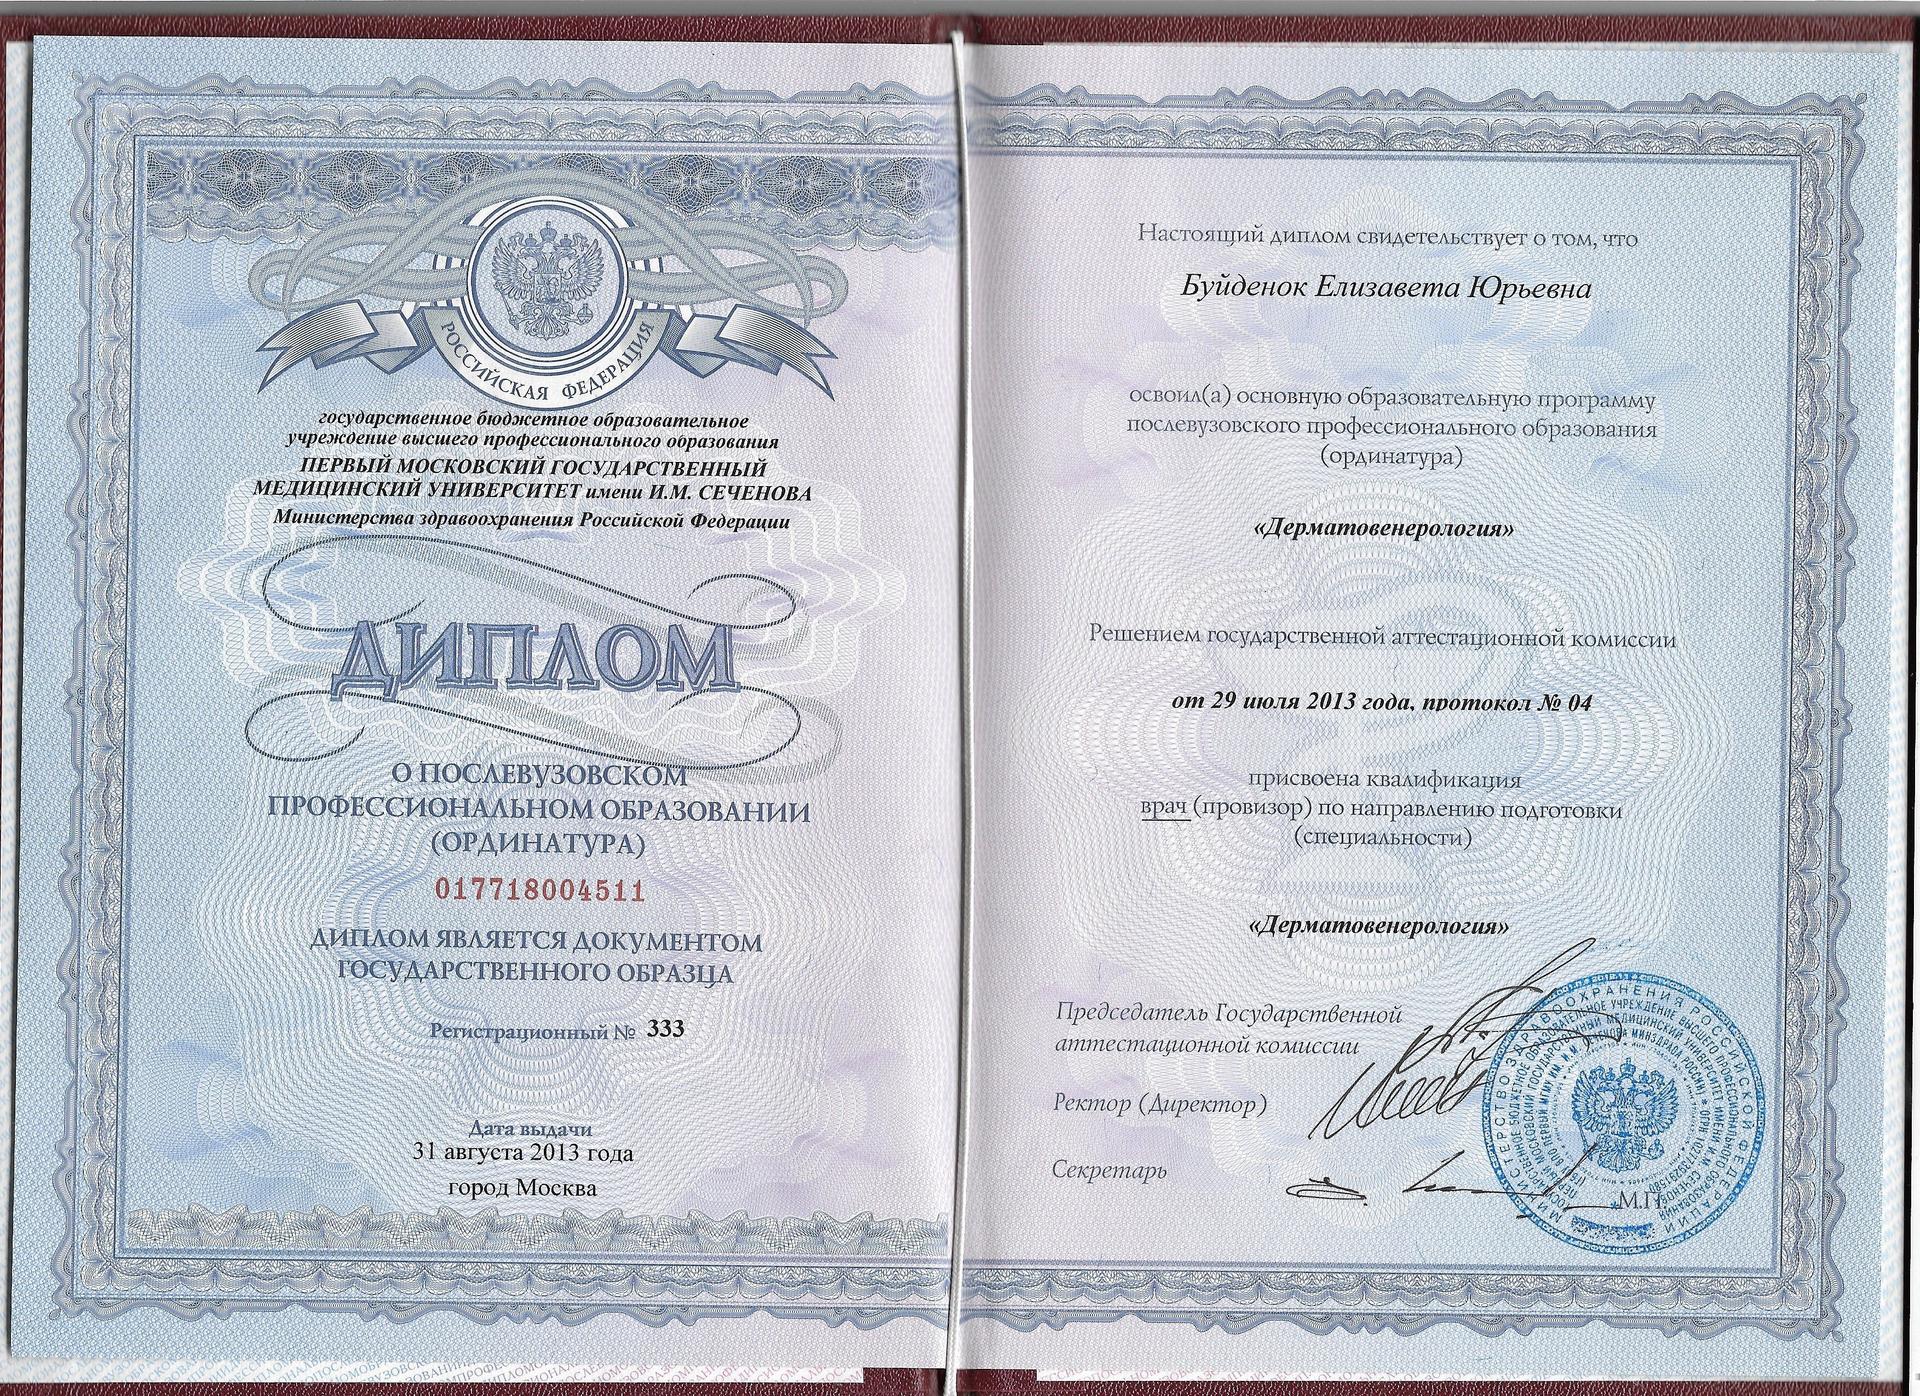 РОССИЙСКАЯ ФЕДЕРАЦИЯ
государственное бюджетное образовательное
учреждение высшего профессионального образования
ПЕРВЫЙ МОСКОВСКИЙ ГОСУДАРСТВЕННЫЙ
МЕДИЦИНСКИЙ УНИВЕРСИТЕТ имени И.М. СЕЧЕНОВА
Министерства здравоохранения Российской Федерации
ДИПЛОМ
О ПОСЛЕВУЗОВСКОМ
ПРОФЕССИОНАЛЬНОМ ОБРАЗОВАНИИ
(ОРДИНАТУРА)
017718004511
ДИПЛОМ ЯВЛЯЕТСЯ ДОКУМЕНТОМ
ГОСУДАРСТВЕННОГО ОБРАЗЦА
Регистрационный № 333
Дата выдачи
31 августа 2013 года
город Москва
Настоящий диплом свидетельствует о том, что
Буйденок Елизавета Юрьевна
освоил(а) основную образовательную программу
послевузовского профессионального образования
(ординатура)
«Дерматовенерология»
Решением государственной аттестационной комиссии
от 29 июля 2013 года, протокол № 04
присвоена квалификация
врач (провизор) по направлению подготовки
(специальности)
«Дерматовенерология»
Председатель Государственной
аттестационной комиссии
Ректор (Директор)
Секретарь
М.П.
МИНИСТЕРСТВО ЗДРАВООХРАНЕНИЯ РОССИЙСКОЙ ФЕДЕРАЦИИ